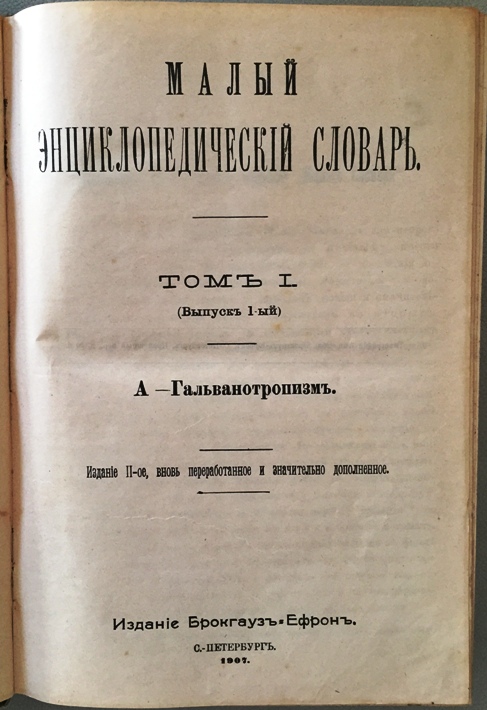 МАЛЫЙ
ЭНЦИКЛОПЕДИЧЕСКІЙ СЛОВАРЬ.
ТОМЪ I.
(Выпускъ 1-ый)
А —Гальванотропизмъ.
Изданіе II-ое, вновь переработанное и значительно дополненное.
Изданіе Брокгаузъ-Ефронъ.
С.-ПЕТЕРБУРГЪ.
1907.